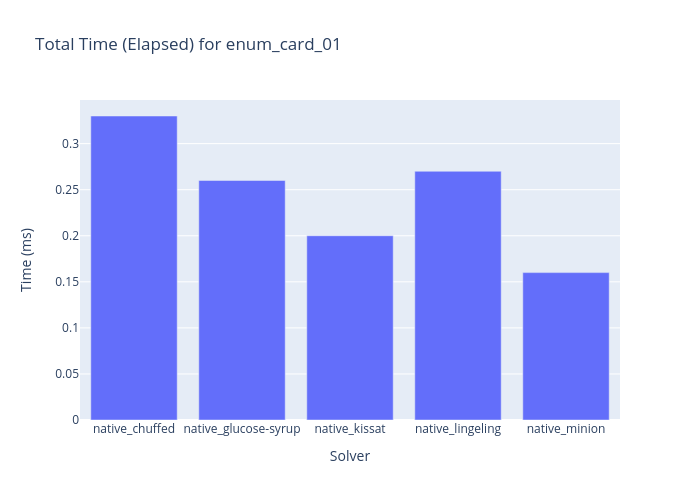 Total Time (Elapsed) for enum_card_01
Time (ms)
0.3
0.25
0.2
0.15
0.1
0.05
0
native_chuffed native_glucose-syrup native_kissat native_lingeling native_minion
Solver